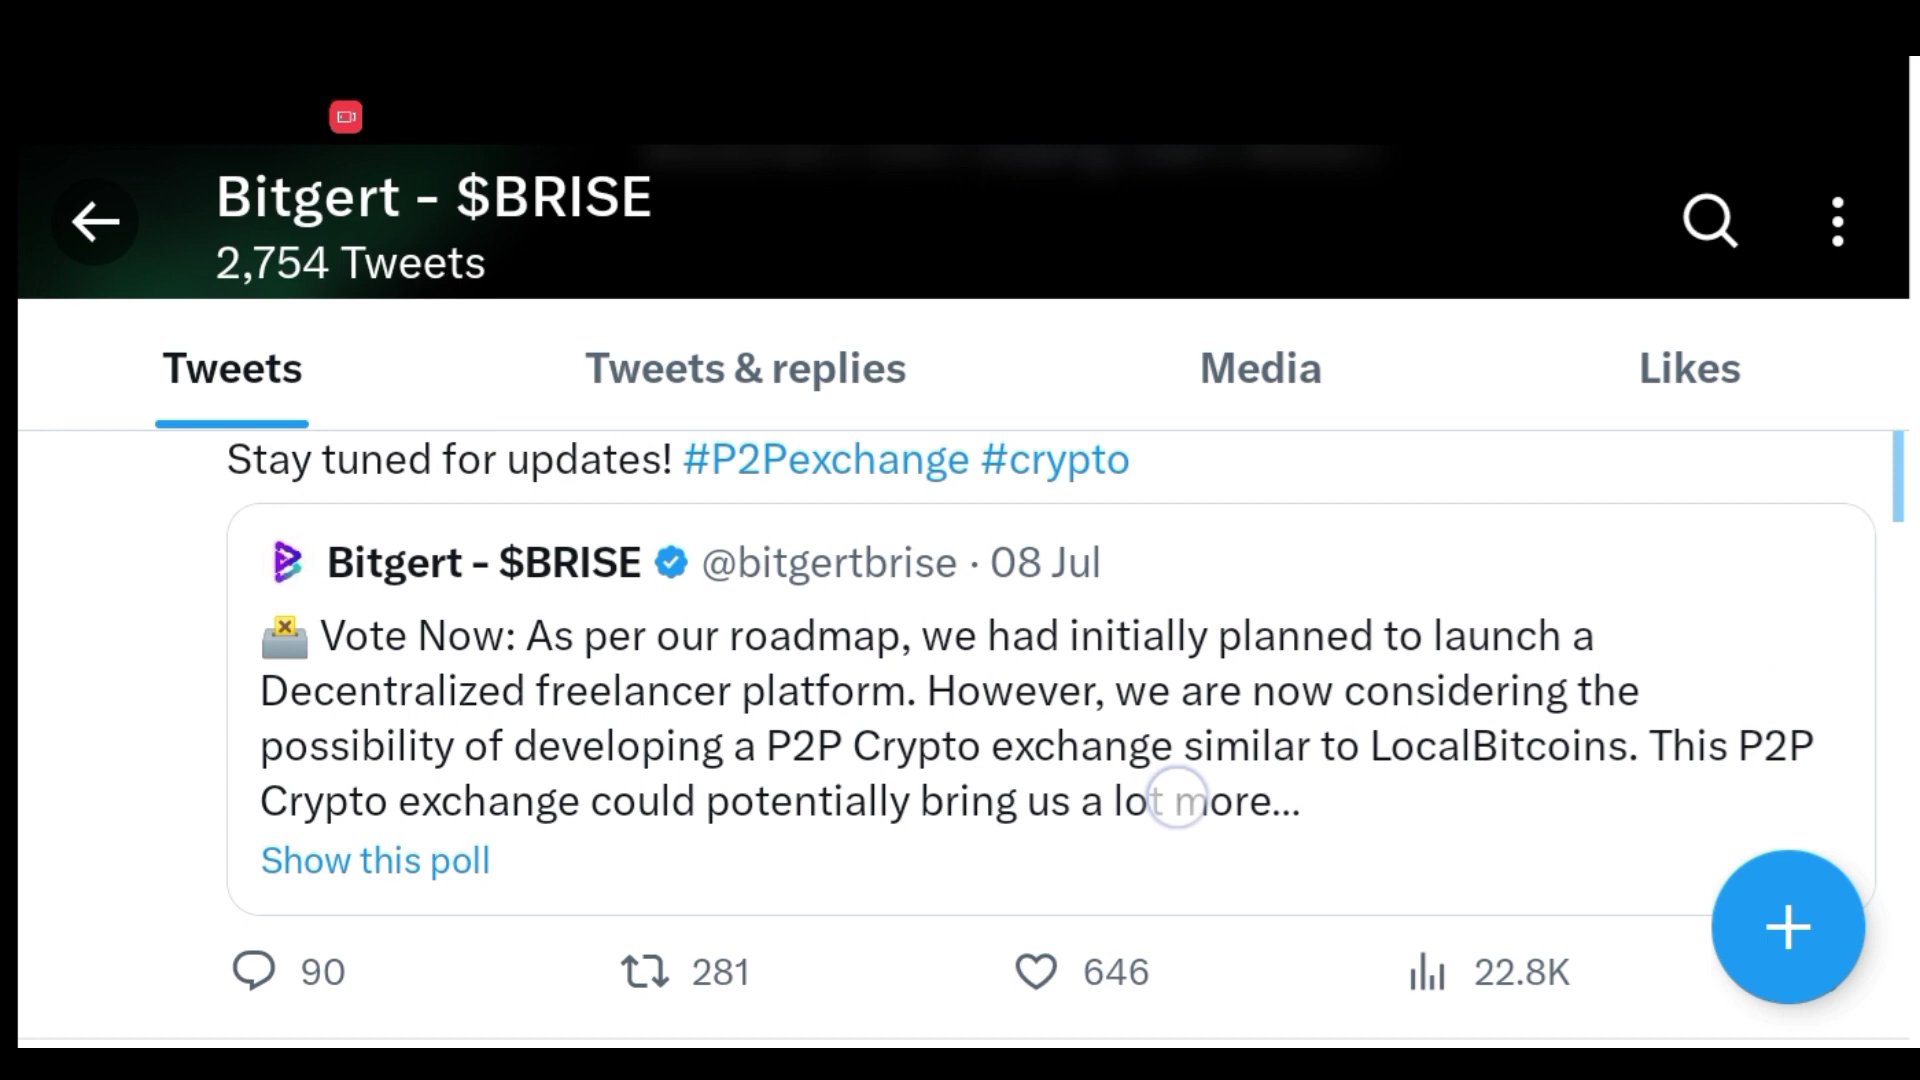 Bitgert - $BRISE
2,754 Tweets
Tweets
Tweets & replies
Media
Likes
Stay tuned for updates! #P2Pexchange #crypto
Bitgert - $BRISE @bitgertbrise · 08 Jul
Vote Now: As per our roadmap, we had initially planned to launch a
Decentralized freelancer platform. However, we are now considering the
possibility of developing a P2P Crypto exchange similar to LocalBitcoins. This P2P
Crypto exchange could potentially bring us a lot more...
Show this poll
90
281
646
22.8K